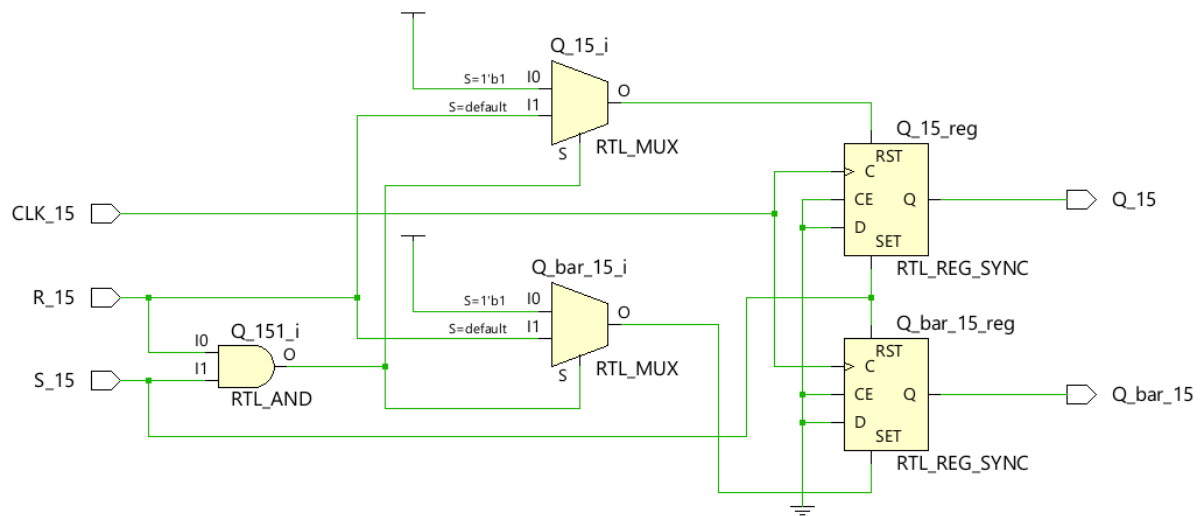 Q_15_i
S=1'b1 I0
S=default I1
O
S
RTL_MUX
Q_15_reg
RST
C
CE
Q
D
SET
RTL_REG_SYNC
CLK_15
Q_15
Q_bar_15_i
S=1'b1 I0
S=default I1
O
S
RTL_MUX
R_15
S_15
Q_151_i
I0
I1
O
RTL_AND
Q_bar_15_reg
RST
C
CE
Q
D
SET
RTL_REG_SYNC
Q_bar_15